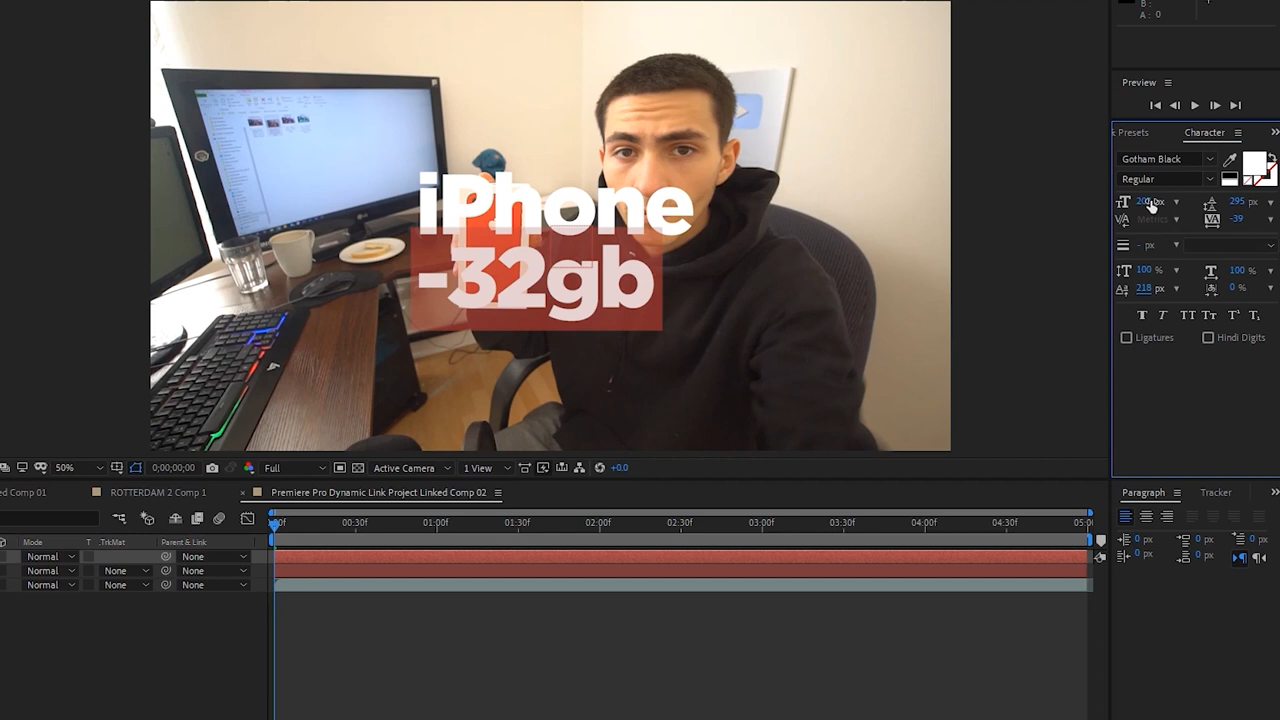 B :
A : 0
Preview
Presets
Character
Gotham Black
Regular
px
295 px
Metrics
-39
- px
100 %
100 %
218 px
0 %
Ligatures
Hindi Digits
iPhone
-32gb
50%
0;00;00;00
Full
Active Camera
1 View
+0.0
Comp 01
ROTTERDAM 2 Comp 1
Premiere Pro Dynamic Link Project Linked Comp 02
Paragraph
Tracker
00:30f
01:00f
01:30f
02:00f
02:30f
03:00f
03:30f
04:00f
04:30f
Mode
T
.TrkMat
Parent & Link
Normal
None
Normal
None
None
Normal
None
None
0 px
0 px
0 px
0 px
0 px